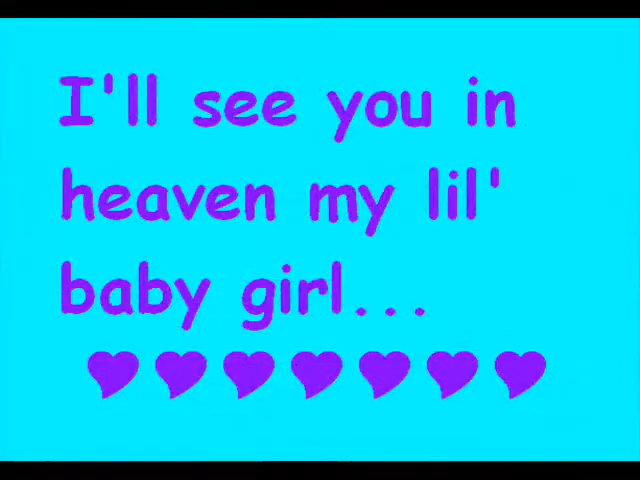 I'll see you in
heaven my lil'
baby girl...
♥♥♥♥♥♥♥